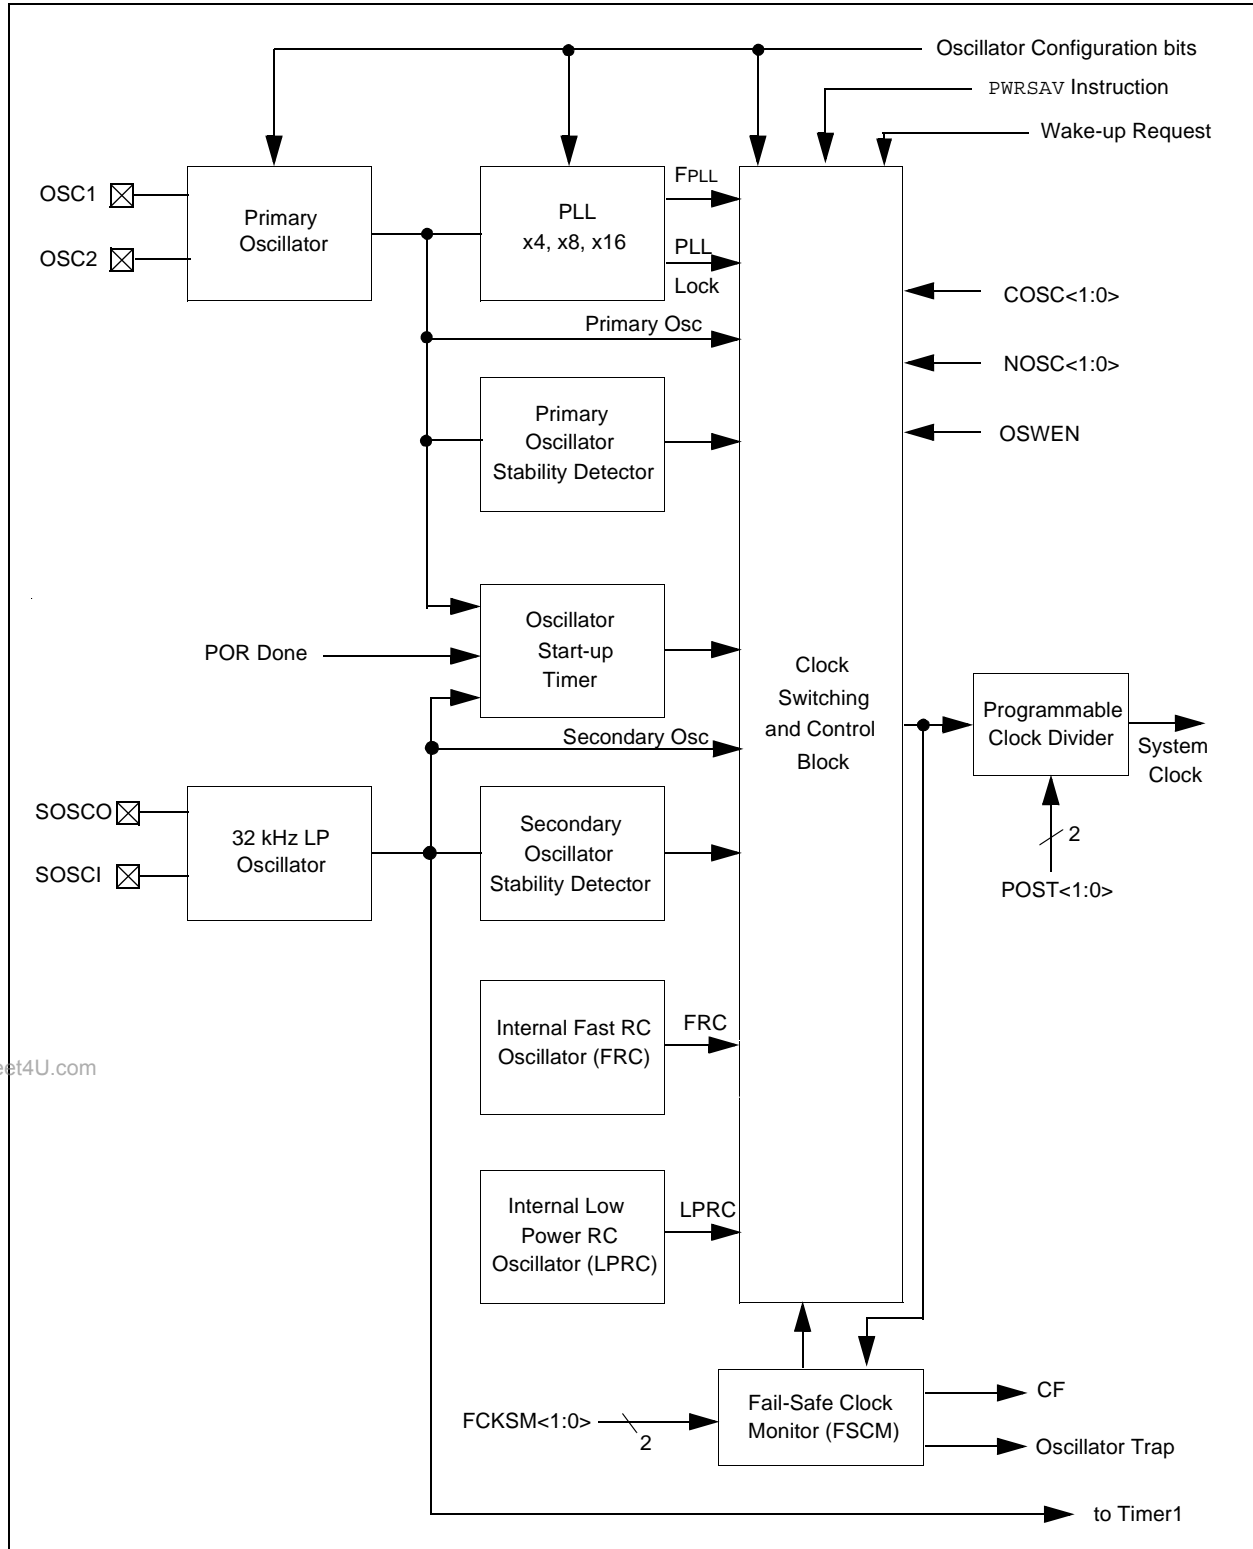 Oscillator Configuration bits
PWRSAV Instruction
Wake-up Request
OSC1
OSC2
Primary
Oscillator
PLL
x4, x8, x16
FPLL
PLL
Lock
COSC<1:0>
NOSC<1:0>
OSWEN
Primary Osc
Primary
Oscillator
Stability Detector
POR Done
Oscillator
Start-up
Timer
Clock
Switching
and Control
Block
Programmable
Clock Divider
System
Clock
2
POST<1:0>
Secondary Osc
SOSCO
SOSCI
32 kHz LP
Oscillator
Secondary
Oscillator
Stability Detector
Internal Fast RC
Oscillator (FRC)
FRC
eet4U.com
Internal Low
Power RC
Oscillator (LPRC)
LPRC
FCKSM<1:0>
2
Fail-Safe Clock
Monitor (FSCM)
CF
Oscillator Trap
to Timer1